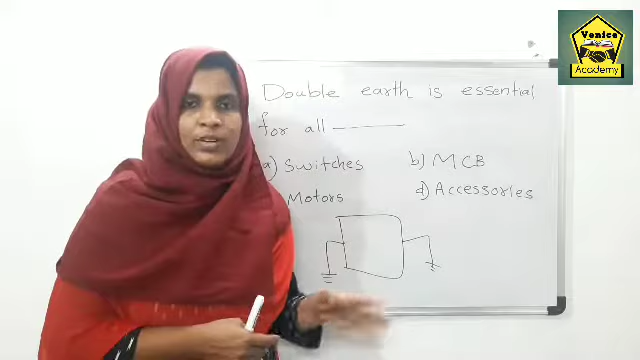 Venice
Academy
Double earth is essential
for all ————
a) Switches b) MCB
Motors d) Accessories